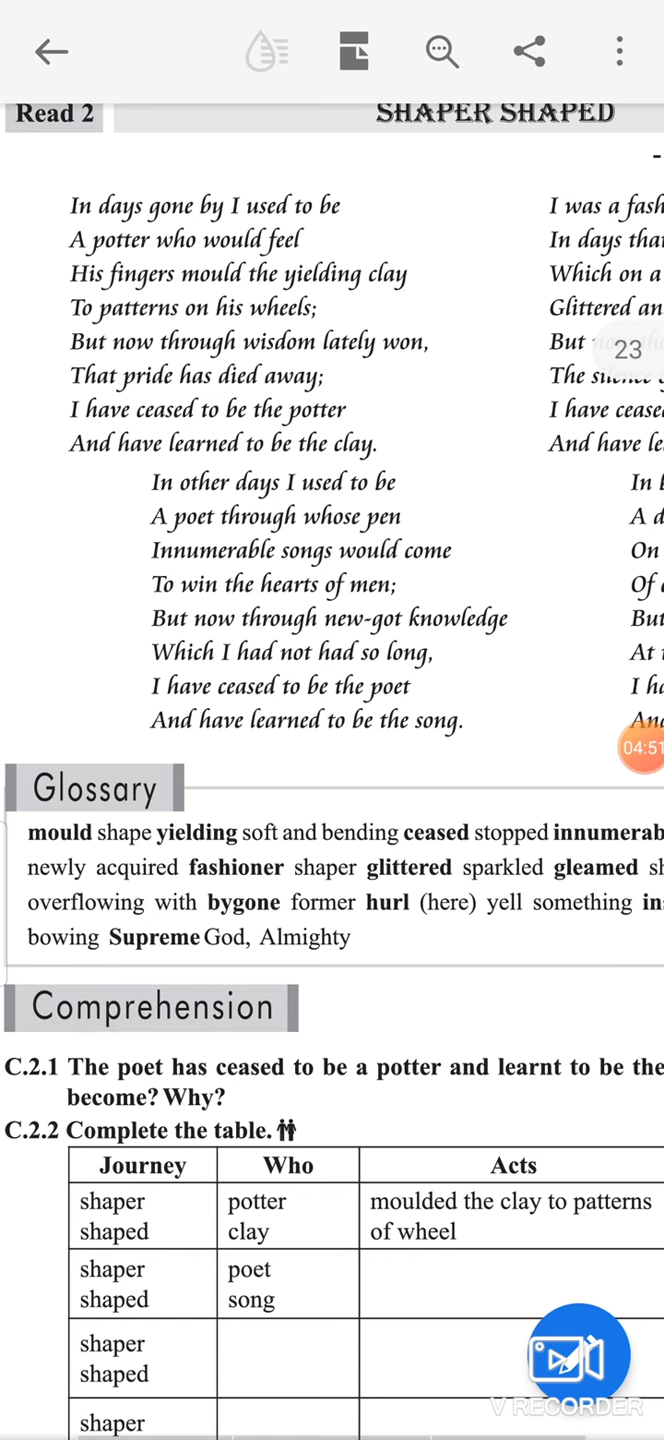 Read 2 SHAPER SHAPED
-
In days gone by I used to be
A potter who would feel
His fingers mould the yielding clay
To patterns on his wheels;
But now through wisdom lately won,
That pride has died away;
I have ceased to be the potter
And have learned to be the clay.
In other days I used to be
A poet through whose pen
Innumerable songs would come
To win the hearts of men;
But now through new-got knowledge
Which I had not had so long,
I have ceased to be the poet
And have learned to be the song.
I was a fash
In days tha
Which on a
Glittered an
But
The silence
I have cease
And have le
In
A d
On
Of
But
At
I ha
An
23
04:51
Glossary
mould shape yielding soft and bending ceased stopped innumerab
newly acquired fashioner shaper glittered sparkled gleamed sh
overflowing with bygone former hurl (here) yell something in
bowing Supreme God, Almighty
Comprehension
C.2.1 The poet has ceased to be a potter and learnt to be the
become? Why?
C.2.2 Complete the table.
Journey Who Acts
shaper potter moulded the clay to patterns
shaped clay of wheel
shaper poet
shaped song
shaper
shaped
shaper
V RECORDER